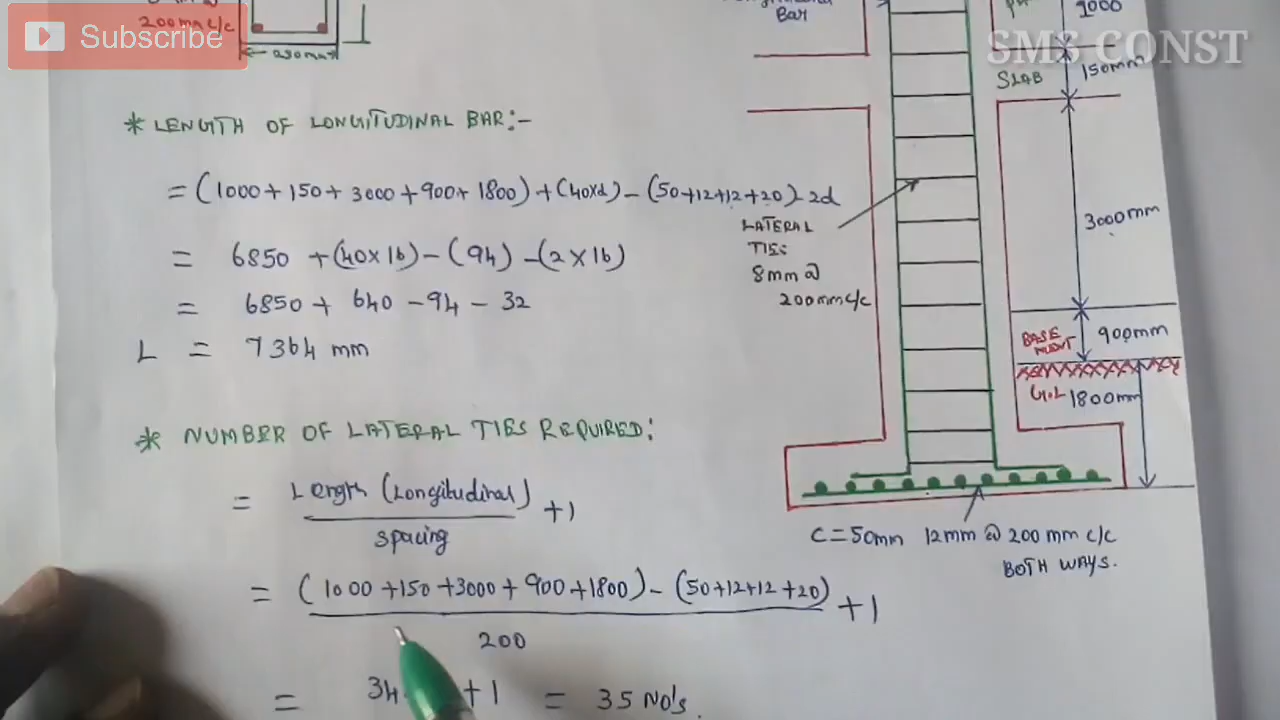 Subscribe
200mm c/c
230mm
Bar
1000
SMS CONST
SLAB
150mm
* LENGTH OF LONGITUDINAL BAR:-
= (1000+150+3000+900+1800)+(40xd)-(50+12+12+20)-2d
= 6850 +(40x16)-(94)-(2x16)
= 6850+ 640 -94 - 32
L = 7364 mm
LATERAL
TIES
8mm@
200mmc/c
3000mm
BASE
MENT
900mm
G.L
1800mm
* NUMBER OF LATERAL TIES REQUIRED:
= Length (Longitudinal) +1
spacing
= (1000+150+3000+900+1800)-(50+12+12+20) +1
200
= 34 +1 = 35 No's.
C=50mm 12mm@200mm c/c
BOTH WAYS.